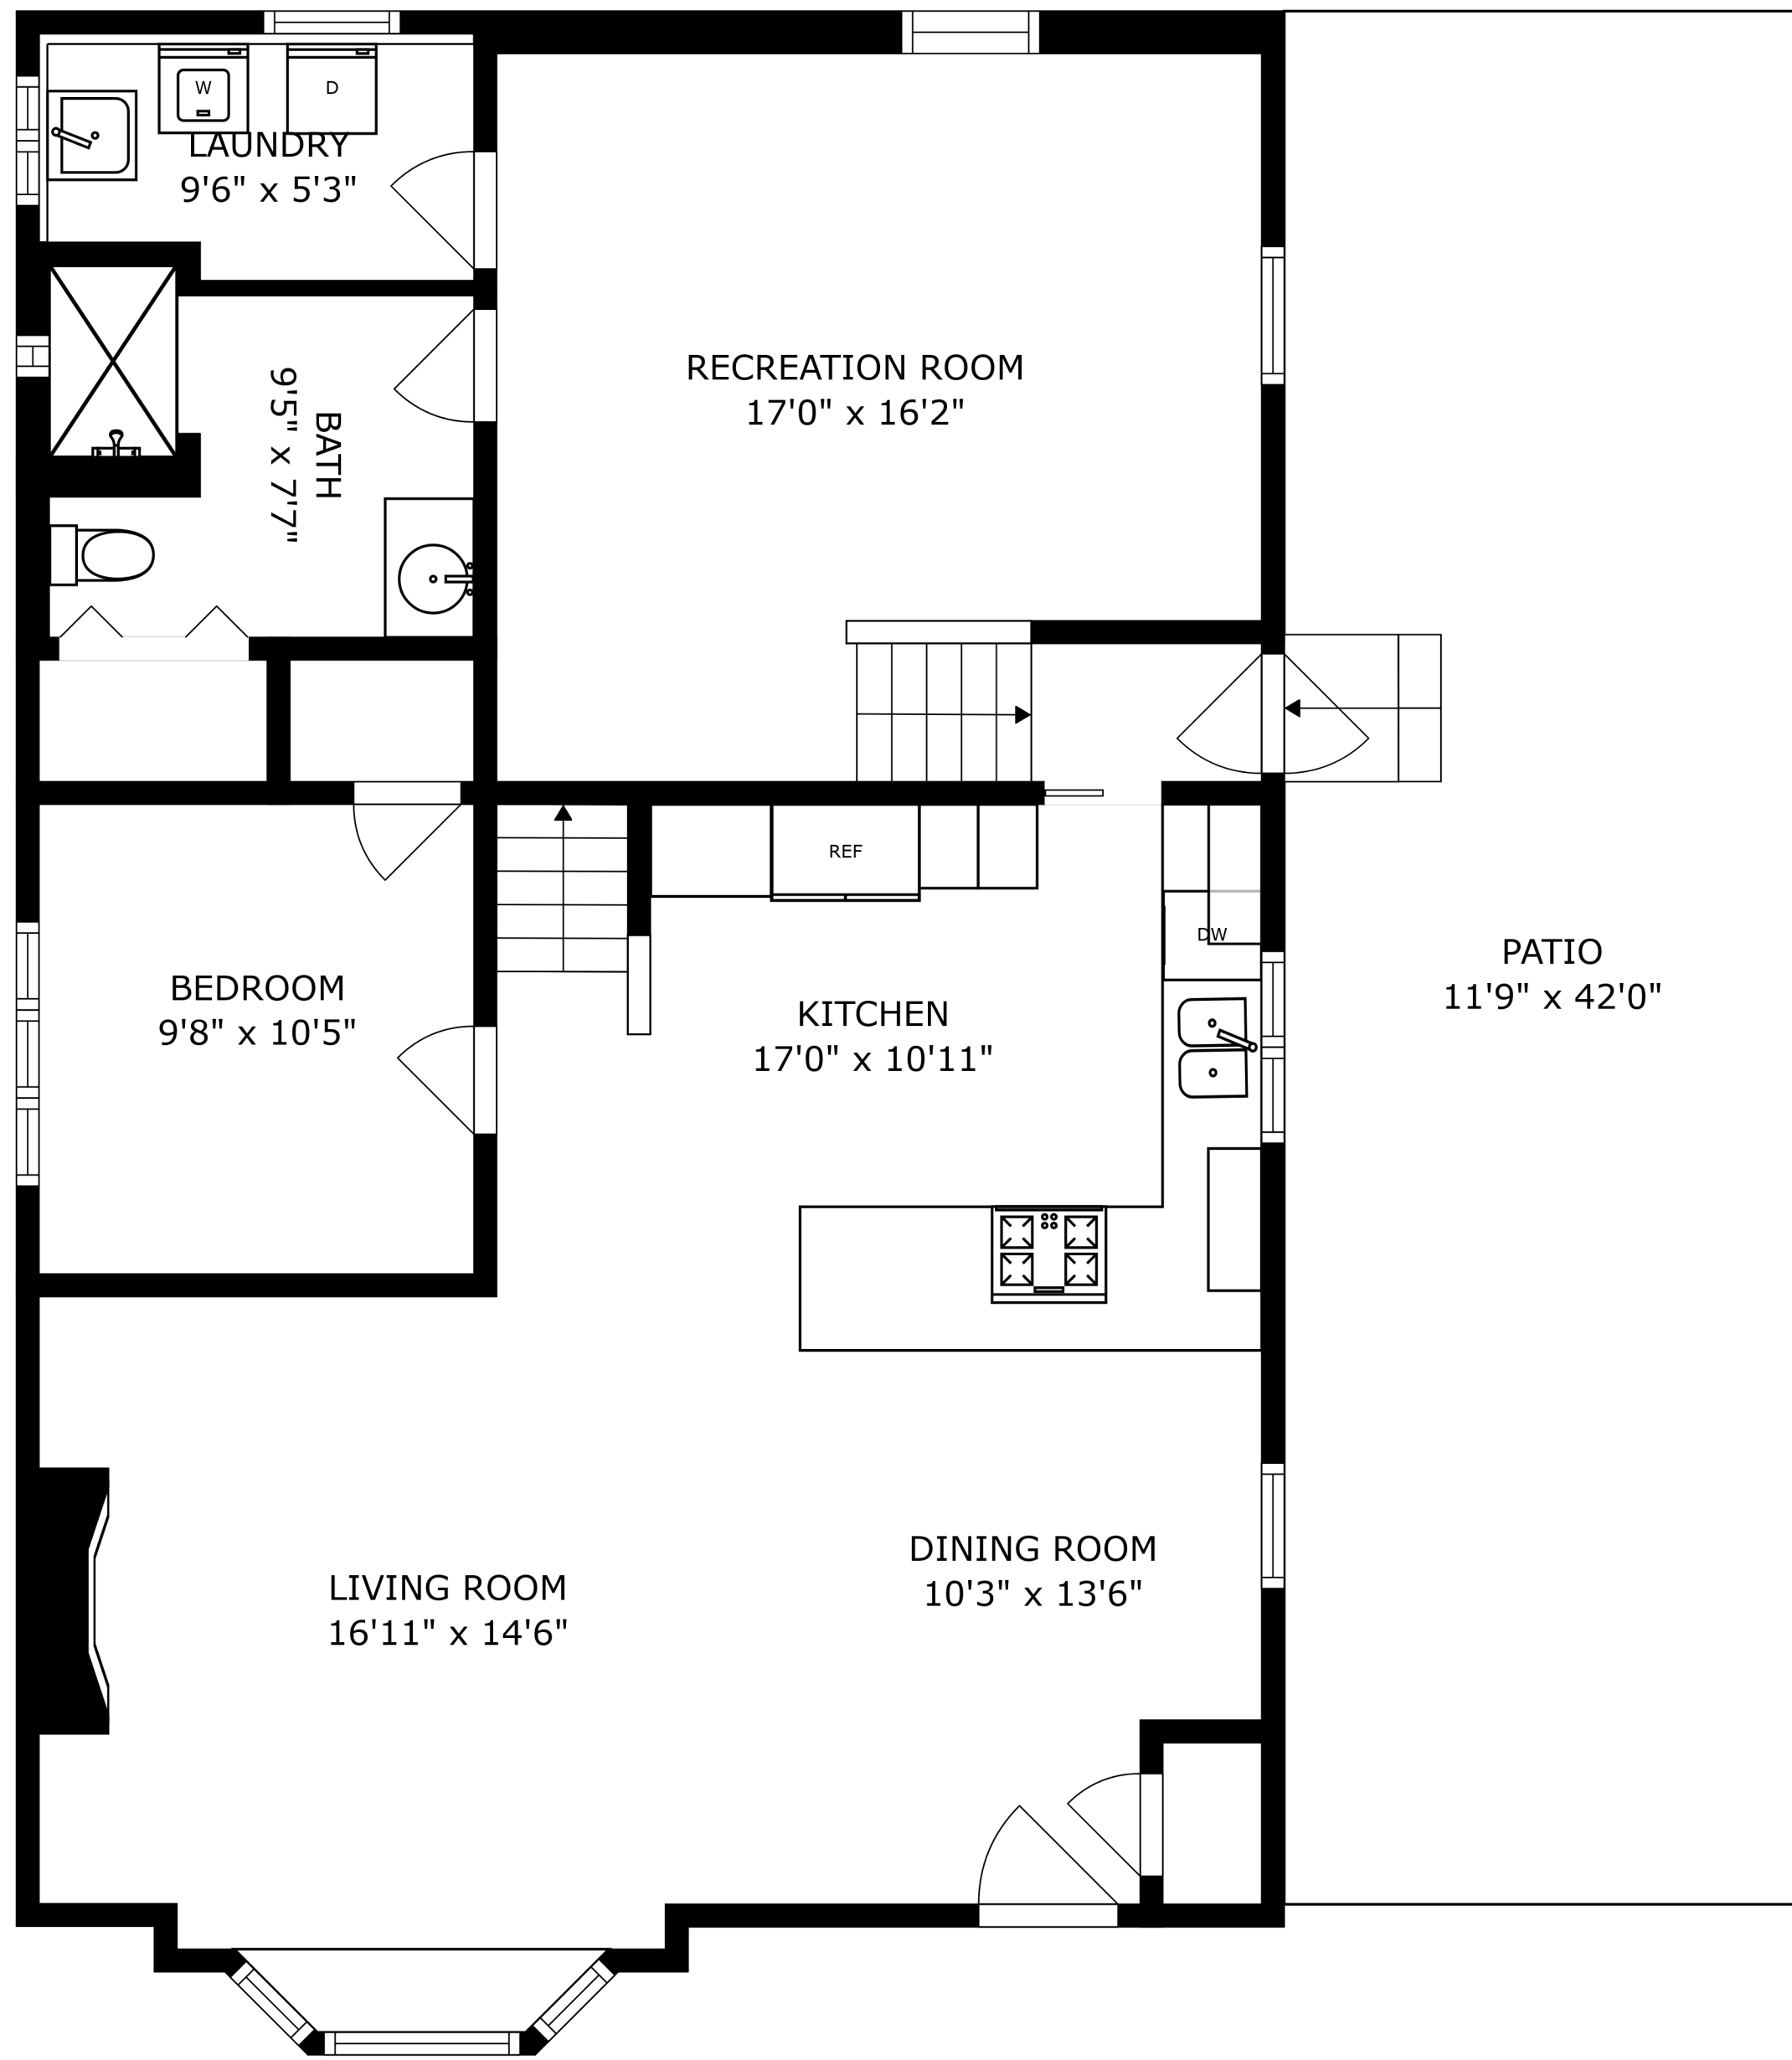 W
D
LAUNDRY
9'6" x 5'3"
RECREATION ROOM
17'0" x 16'2"
BATH
9'5" x 7'7"
REF
DW
PATIO
11'9" x 42'0"
BEDROOM
9'8" x 10'5"
KITCHEN
17'0" x 10'11"
DINING ROOM
10'3" x 13'6"
LIVING ROOM
16'11" x 14'6"